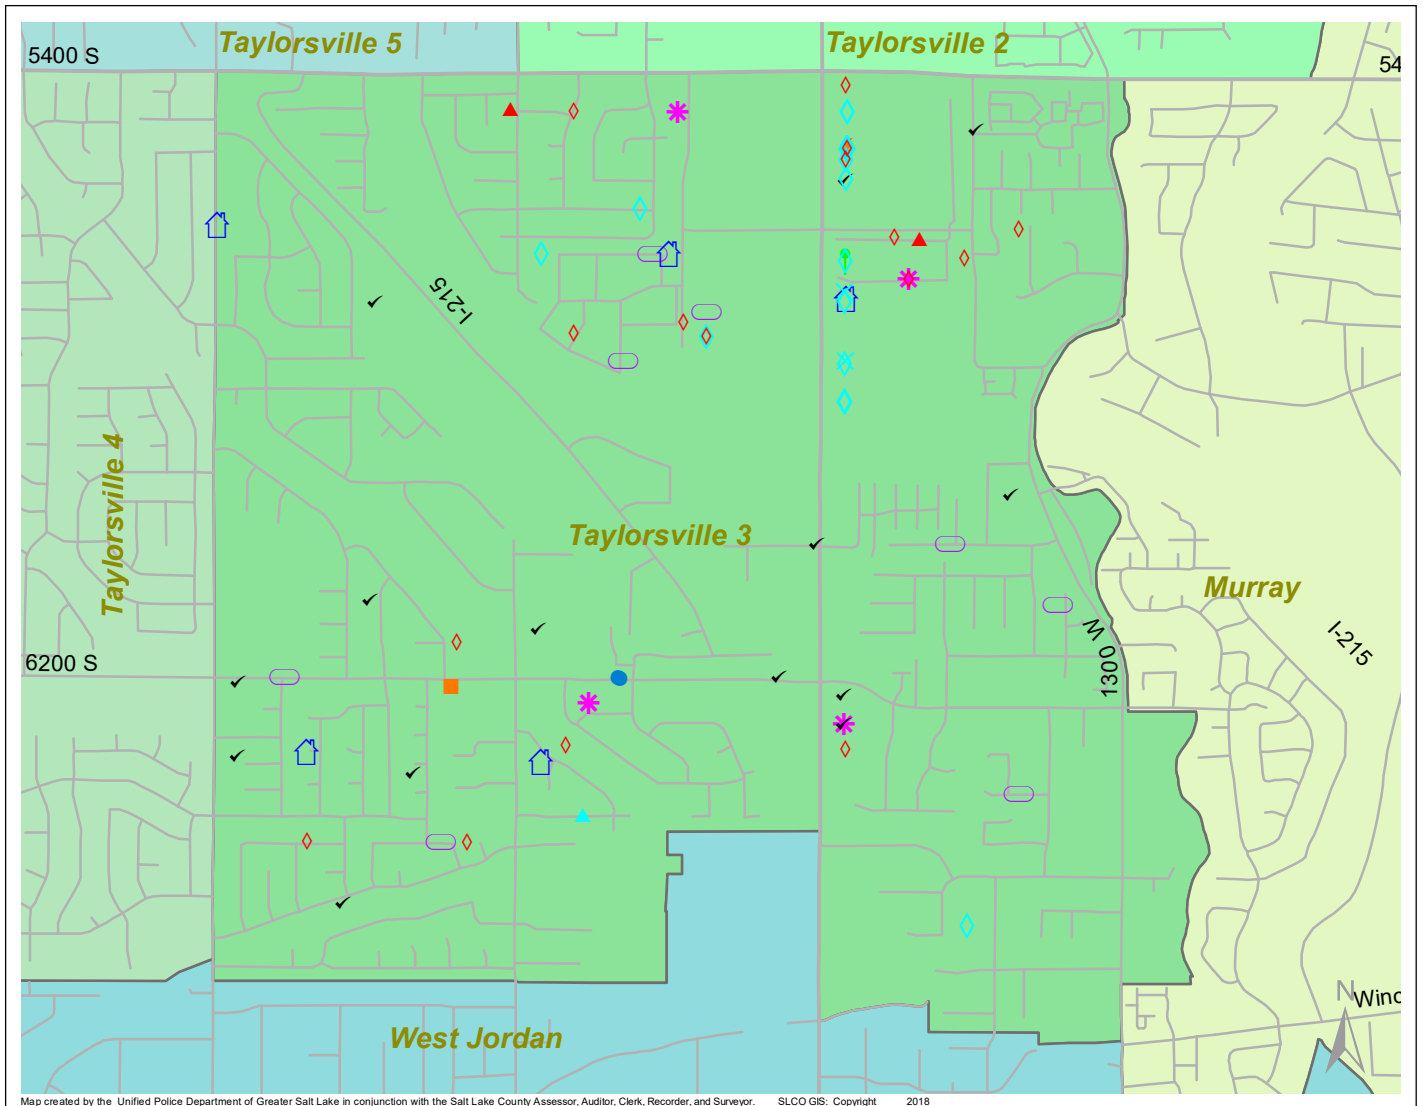 Taylorsville 5
Taylorsville 2
5400 S
54
I-215
Taylorsville 4
Taylorsville 3
Murray
1300 W
I-215
6200 S
N
Winc
West Jordan
Map created by the Unified Police Department of Greater Salt Lake in conjunction with the Salt Lake County Assessor, Auditor, Clerk, Recorder, and Surveyor. SLCO GIS: Copyright 2018